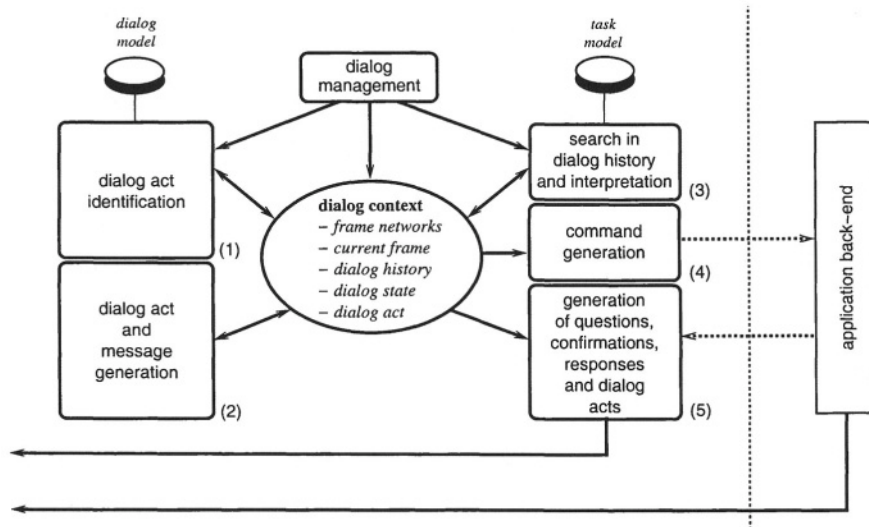 dialog
model
task
model
dialog
management
dialog act
identification
(1)
search in
dialog history
and interpretation
(3)
dialog context
– frame networks
– current frame
– dialog history
– dialog state
– dialog act
command
generation
(4)
dialog act
and
message
generation
(2)
generation
of questions,
confirmations,
responses
and dialog
acts
(5)
application back-end